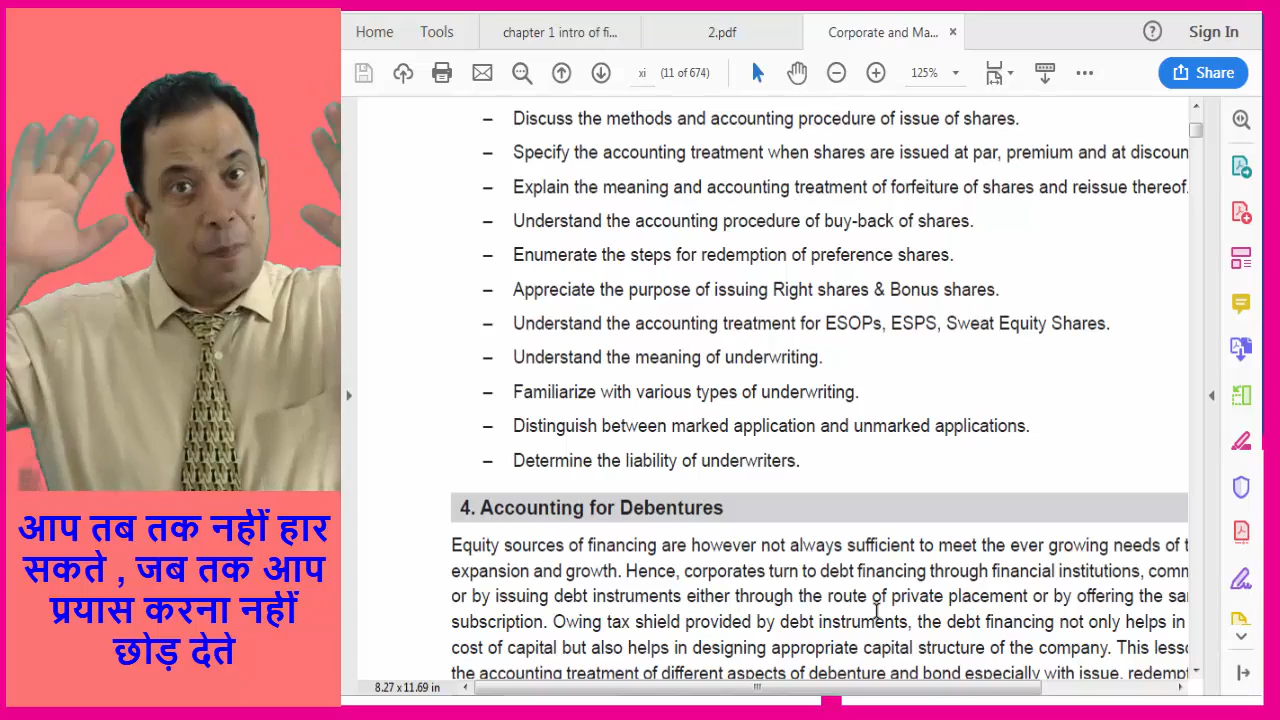 Home Tools chapter 1 intro of fi... 2.pdf Corporate and Ma... × ? Sign In
xi (11 of 674) 125% Share
– Discuss the methods and accounting procedure of issue of shares.
– Specify the accounting treatment when shares are issued at par, premium and at discoun
– Explain the meaning and accounting treatment of forfeiture of shares and reissue thereof.
– Understand the accounting procedure of buy-back of shares.
– Enumerate the steps for redemption of preference shares.
– Appreciate the purpose of issuing Right shares & Bonus shares.
– Understand the accounting treatment for ESOPs, ESPS, Sweat Equity Shares.
– Understand the meaning of underwriting.
– Familiarize with various types of underwriting.
– Distinguish between marked application and unmarked applications.
– Determine the liability of underwriters.
4. Accounting for Debentures
Equity sources of financing are however not always sufficient to meet the ever growing needs of t
expansion and growth. Hence, corporates turn to debt financing through financial institutions, comm
or by issuing debt instruments either through the route of private placement or by offering the sar
subscription. Owing tax shield provided by debt instruments, the debt financing not only helps in
cost of capital but also helps in designing appropriate capital structure of the company. This lesso
the accounting treatment of different aspects of debenture and bond especially with issue, redempt
8.27 x 11.69 in
आप तब तक नहीं हार
सकते , जब तक आप
प्रयास करना नहीं
छोड़ देते